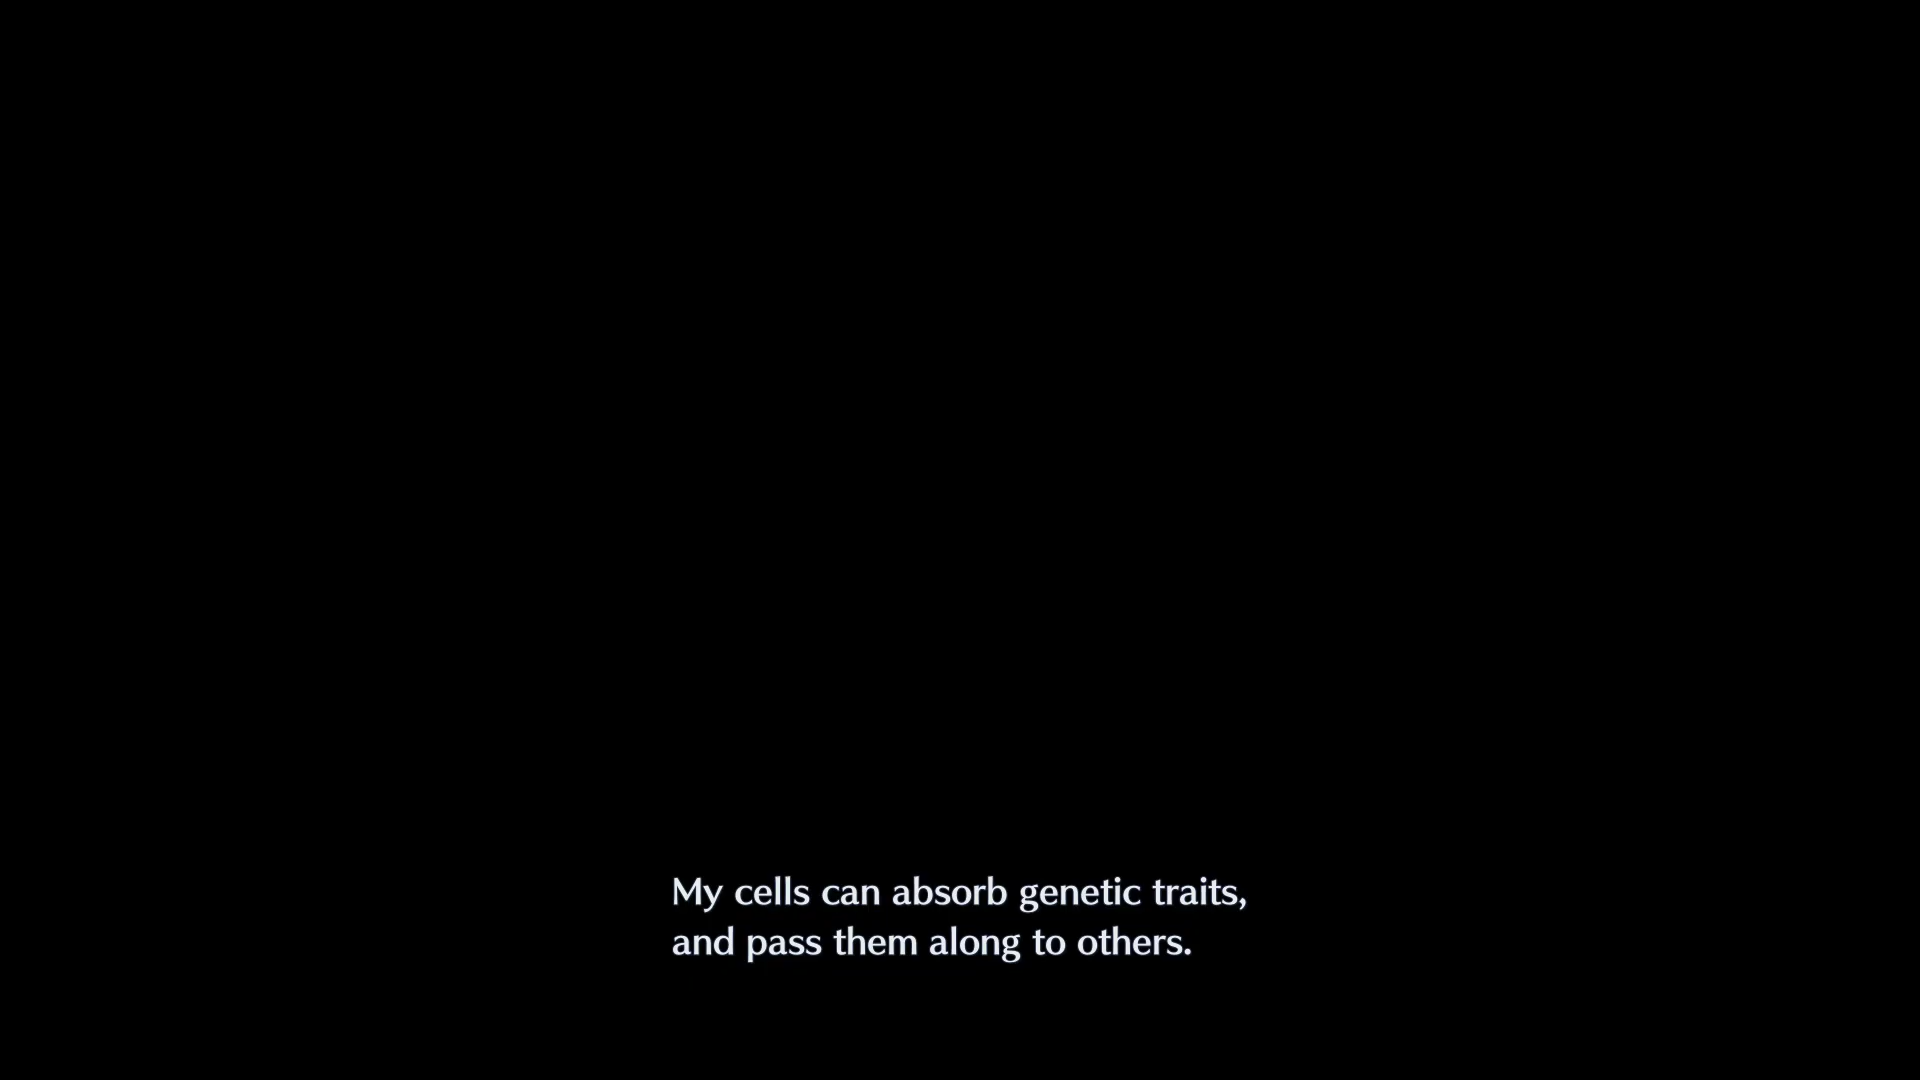 My cells can absorb genetic traits,
and pass them along to others.